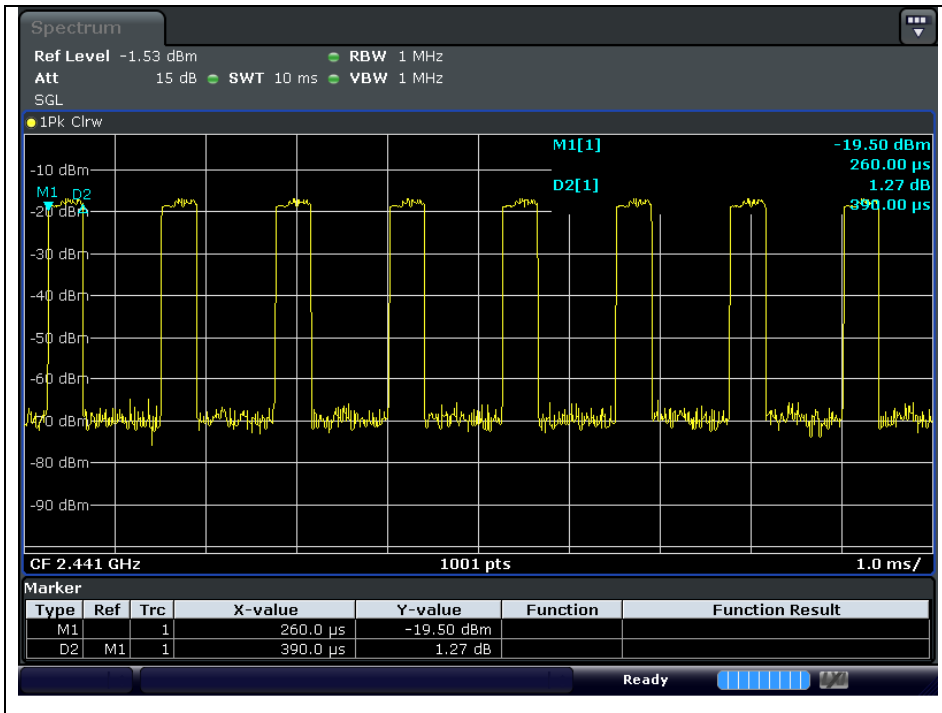 Spectrum
Ref Level -1.53 dBm RBW 1 MHz
Att 15 dB SWT 10 ms VBW 1 MHz
SGL
1Pk Clrw
M1[1] -19.50 dBm
260.00 µs
D2[1] 1.27 dB
390.00 µs
-10 dBm
M1 D2
-20 dBm
-30 dBm
-40 dBm
-50 dBm
-60 dBm
-70 dBm
-80 dBm
-90 dBm
CF 2.441 GHz 1001 pts 1.0 ms/
Marker
Type Ref Trc X-value Y-value Function Function Result
M1 1 260.0 µs -19.50 dBm
D2 M1 1 390.0 µs 1.27 dB
Ready